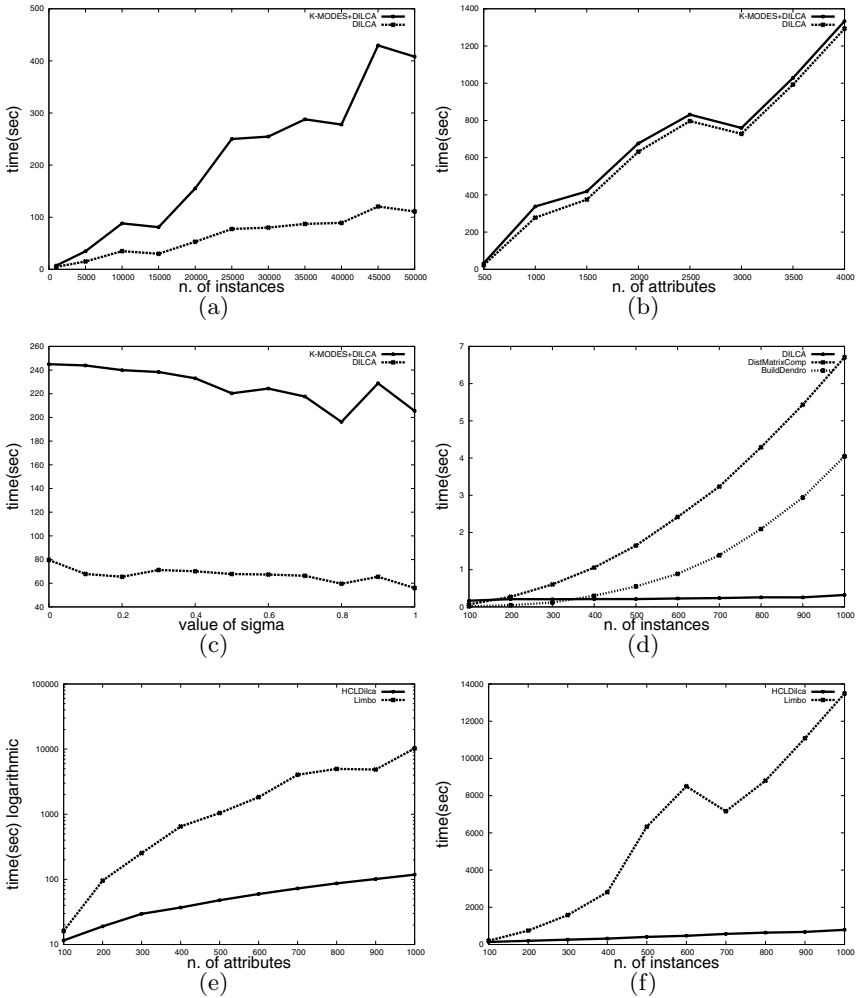 500
400
300
200
100
0
time(sec)
0 5000 10000 15000 20000 25000 30000 35000 40000 45000 50000
n. of instances
K-MODES+DILCA
DILCA
(a)
1400
1200
1000
800
600
400
200
0
time(sec)
500 1000 1500 2000 2500 3000 3500 4000
n. of attributes
K-MODES+DILCA
DILCA
(b)
260
240
220
200
180
160
140
120
100
80
60
40
time(sec)
0 0.2 0.4 0.6 0.8 1
value of sigma
K-MODES+DILCA
DILCA
(c)
7
6
5
4
3
2
1
0
time(sec)
100 200 300 400 500 600 700 800 900 1000
n. of instances
DILCA
DistMatrixComp
BuildDendro
(d)
100000
10000
1000
100
10
time(sec) logarithmic
100 200 300 400 500 600 700 800 900 1000
n. of attributes
HCLDilca
Limbo
(e)
14000
12000
10000
8000
6000
4000
2000
0
time(sec)
100 200 300 400 500 600 700 800 900 1000
n. of instances
HCLDilca
Limbo
(f)